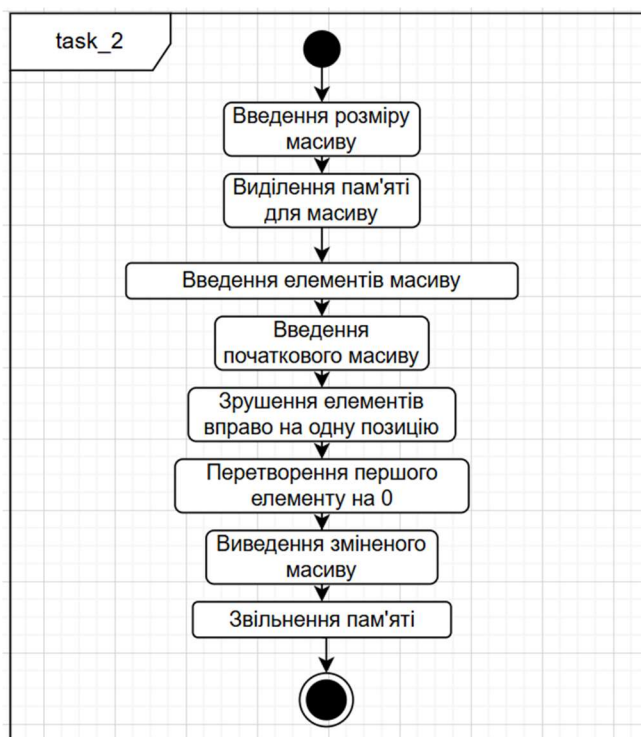 task_2
Введення розміру
масиву
Виділення пам'яті
для масиву
Введення елементів масиву
Введення
початкового масиву
Зрушення елементів
вправо на одну позицію
Перетворення першого
елементу на 0
Виведення зміненого
масиву
Звільнення пам'яті